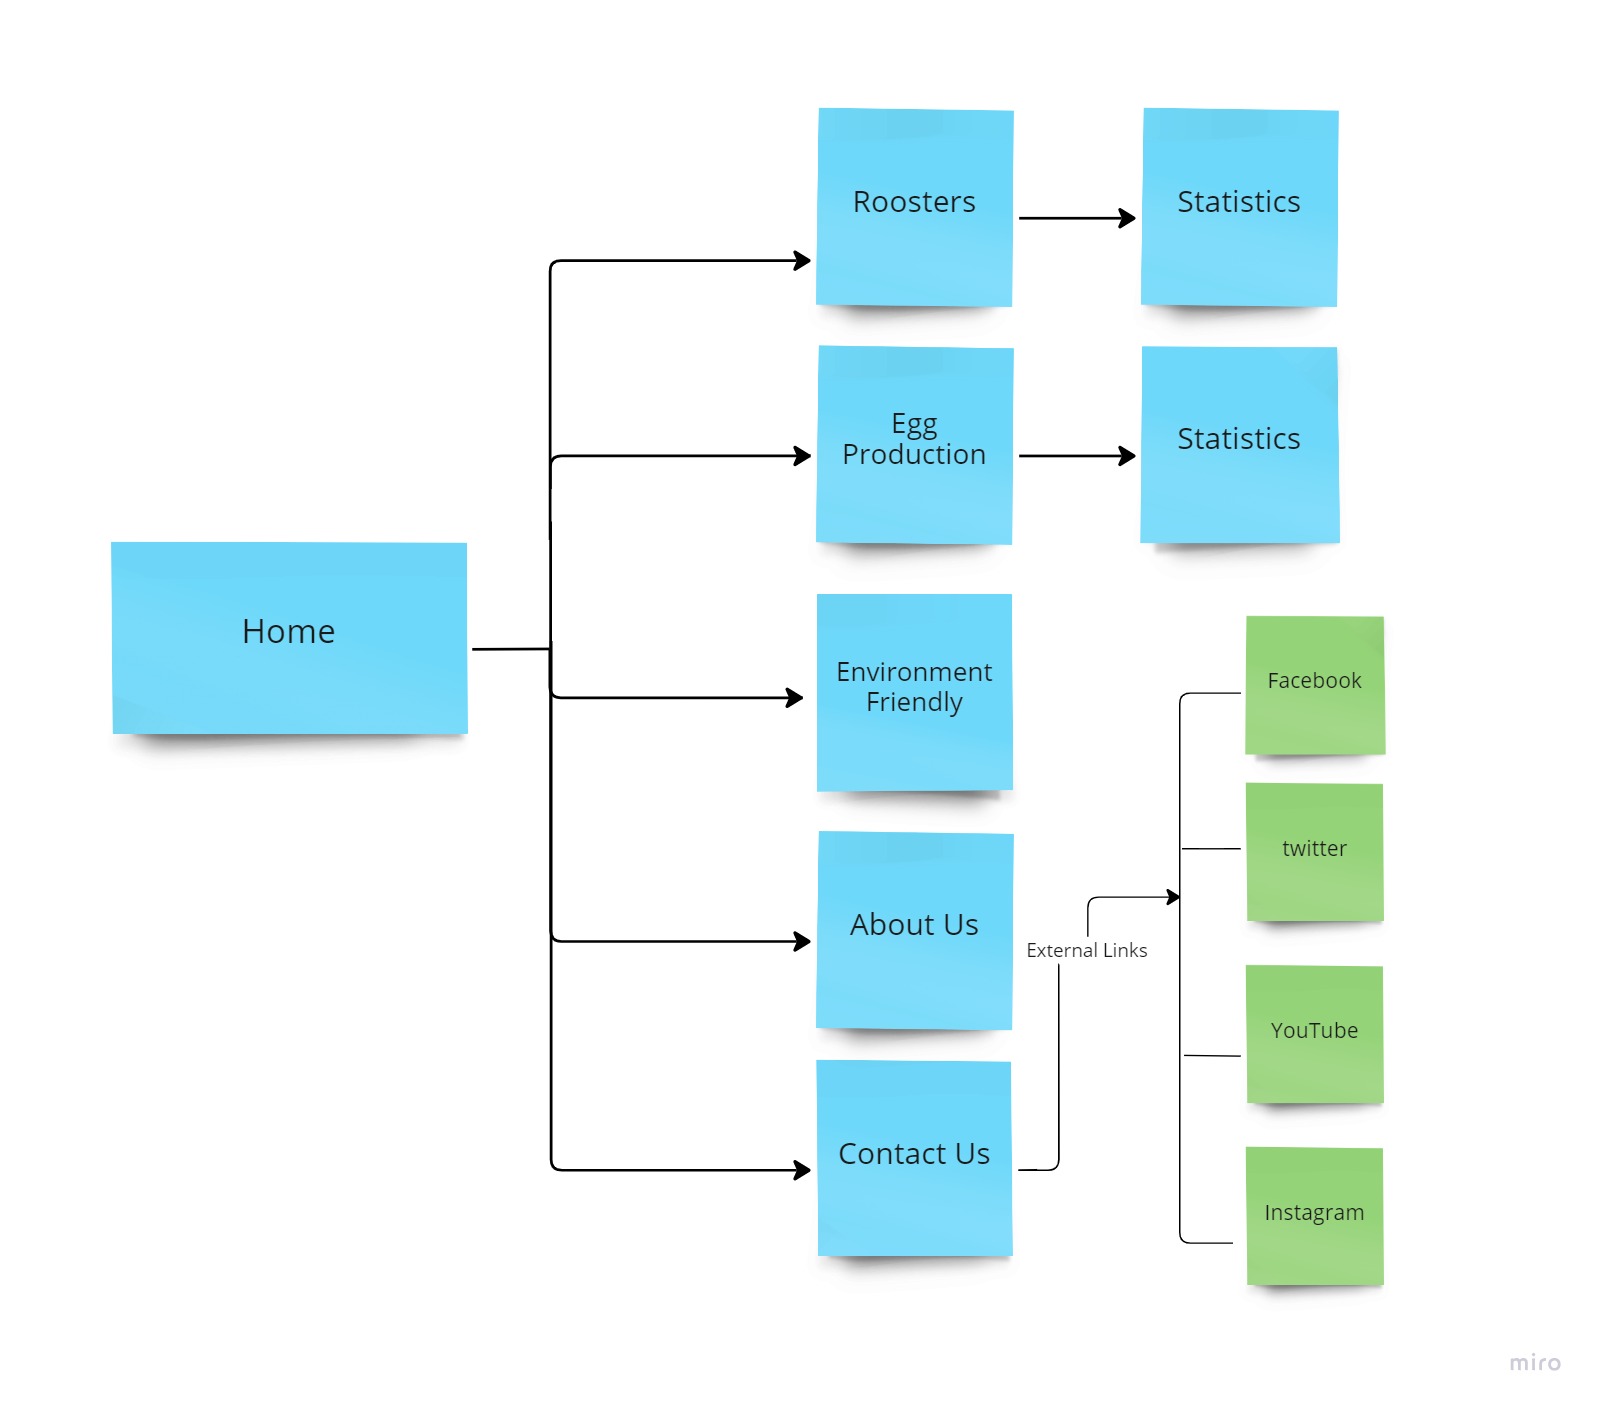 Roosters
Statistics
Egg
Production
Statistics
Home
Environment
Friendly
Facebook
twitter
About Us
External Links
YouTube
Contact Us
Instagram
miro